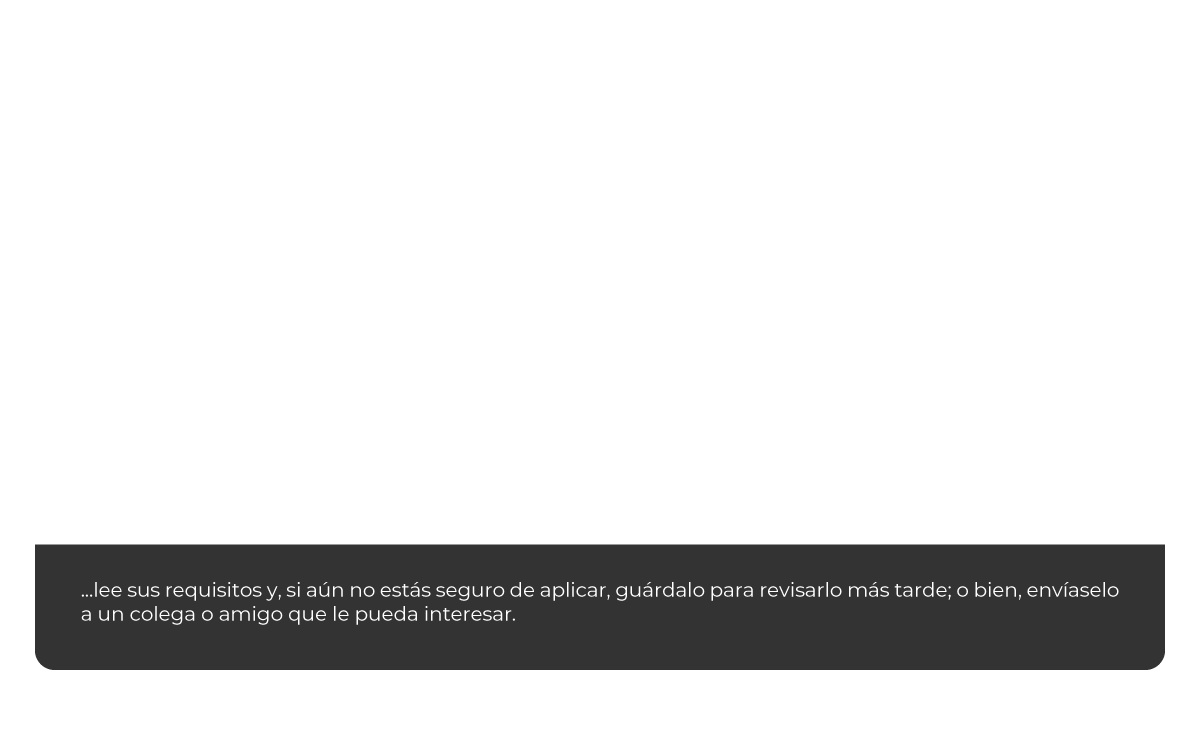 ...lee sus requisitos y, si aún no estás seguro de aplicar, guárdalo para revisarlo más tarde; o bien, envíaselo
a un colega o amigo que le pueda interesar.